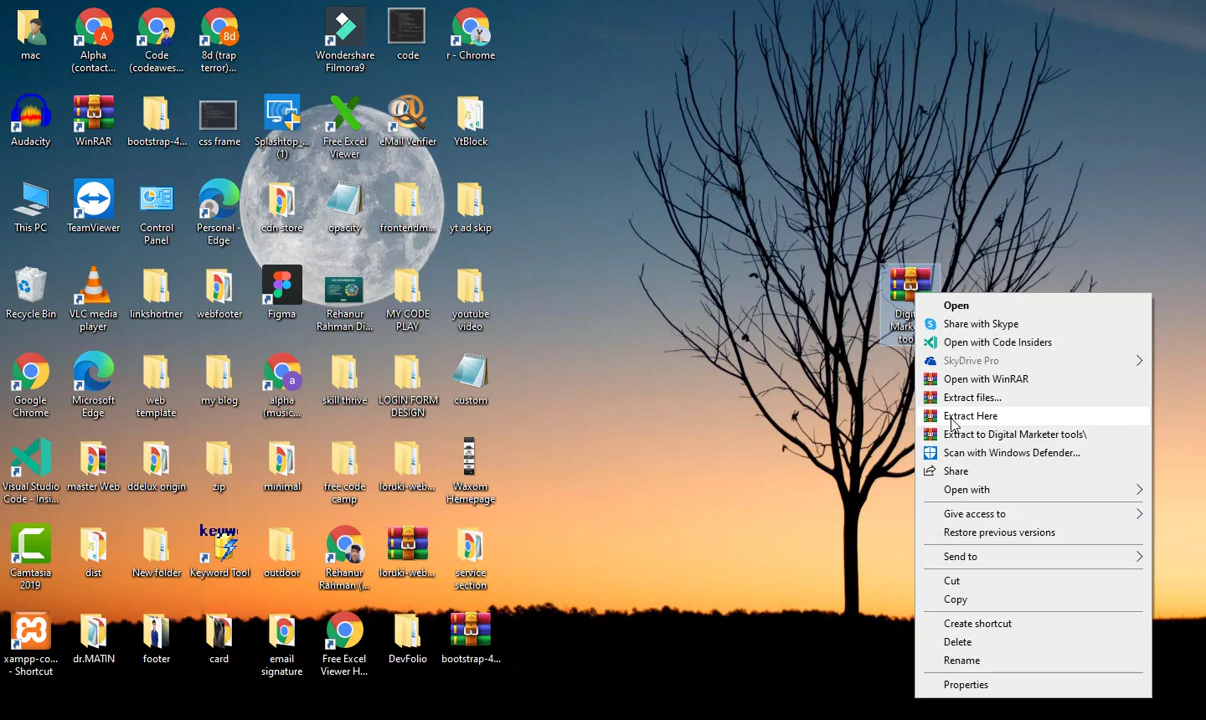 mac
Alpha
(contact...
Code
(codeawes...
8d (trap
terror)...
Wondershare
Filmora9
code
r - Chrome
Audacity
WinRAR
bootstrap-4...
css frame
Splashtop_...
(1)
Free Excel
Viewer
eMail Verifier
YtBlock
This PC
TeamViewer
Control
Panel
Personal -
Edge
cdn store
opacity
frontendm...
yt ad skip
Recycle Bin
VLC media
player
linkshortner
webfooter
Figma
Rehanur
Rahman Di...
MY CODE
PLAY
youtube
video
Google
Chrome
Microsoft
Edge
web
template
my blog
alpha
(music...
skill thrive
LOGIN FORM
DESIGN
custom
Visual Studio
Code - Insi...
master Web
ddelux origin
zip
minimal
free code
camp
loruki-web...
Waxom
Homepage
Camtasia
2019
dist
New folder
keyw
Keyword Tool
outdoor
Rehanur
Rahman (...
loruki-web...
service
section
xampp-co...
- Shortcut
dr.MATIN
footer
card
email
signature
Free Excel
Viewer H...
DevFolio
bootstrap-4...
Digit
Mark
too
Open
Share with Skype
Open with Code Insiders
SkyDrive Pro
Open with WinRAR
Extract files...
Extract Here
Extract to Digital Marketer tools\
Scan with Windows Defender...
Share
Open with
Give access to
Restore previous versions
Send to
Cut
Copy
Create shortcut
Delete
Rename
Properties